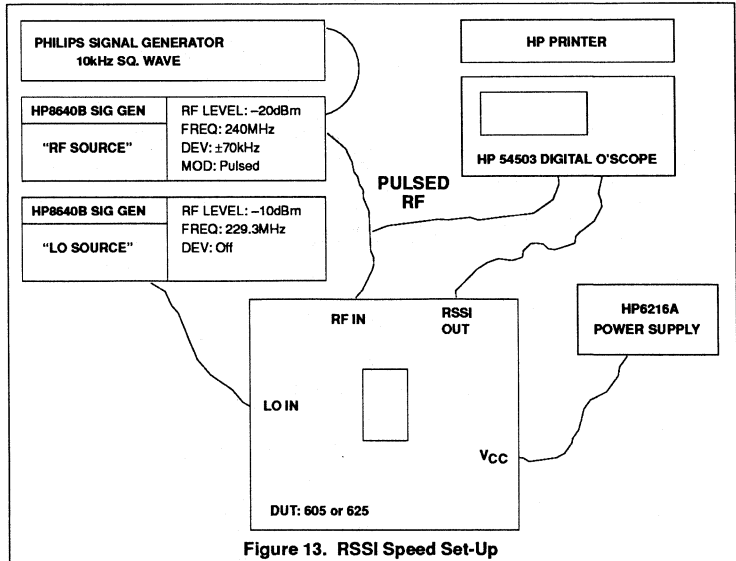 PHILIPS SIGNAL GENERATOR
10kHz SQ. WAVE
HP PRINTER
HP8640B SIG GEN
"RF SOURCE"
RF LEVEL: –20dBm
FREQ: 240MHz
DEV: ±70kHz
MOD: Pulsed
HP 54503 DIGITAL O'SCOPE
PULSED
RF
HP8640B SIG GEN
"LO SOURCE"
RF LEVEL: –10dBm
FREQ: 229.3MHz
DEV: Off
RF IN
RSSI
OUT
HP6216A
POWER SUPPLY
LO IN
VCC
DUT: 605 or 625
Figure 13. RSSI Speed Set-Up